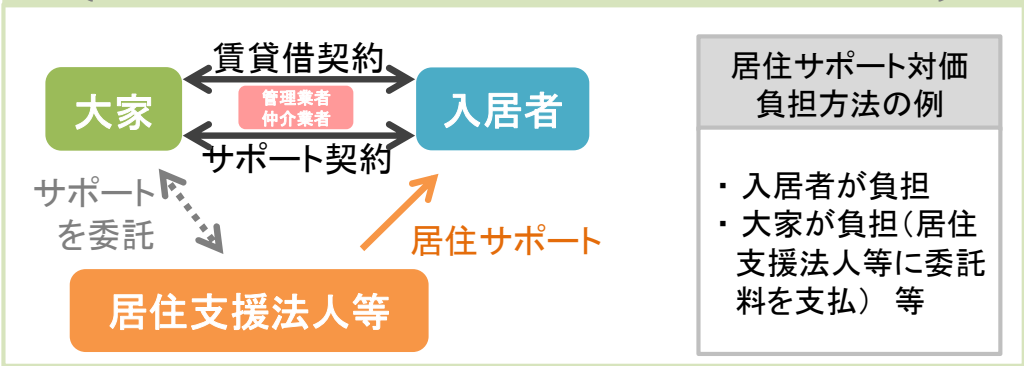 賃貸借契約
大家
管理業者
仲介業者
入居者
サポート契約
サポート
を委託
居住サポート
居住支援法人等
居住サポート対価
負担方法の例
・ 入居者が負担
・ 大家が負担(居住
支援法人等に委託
料を支払) 等